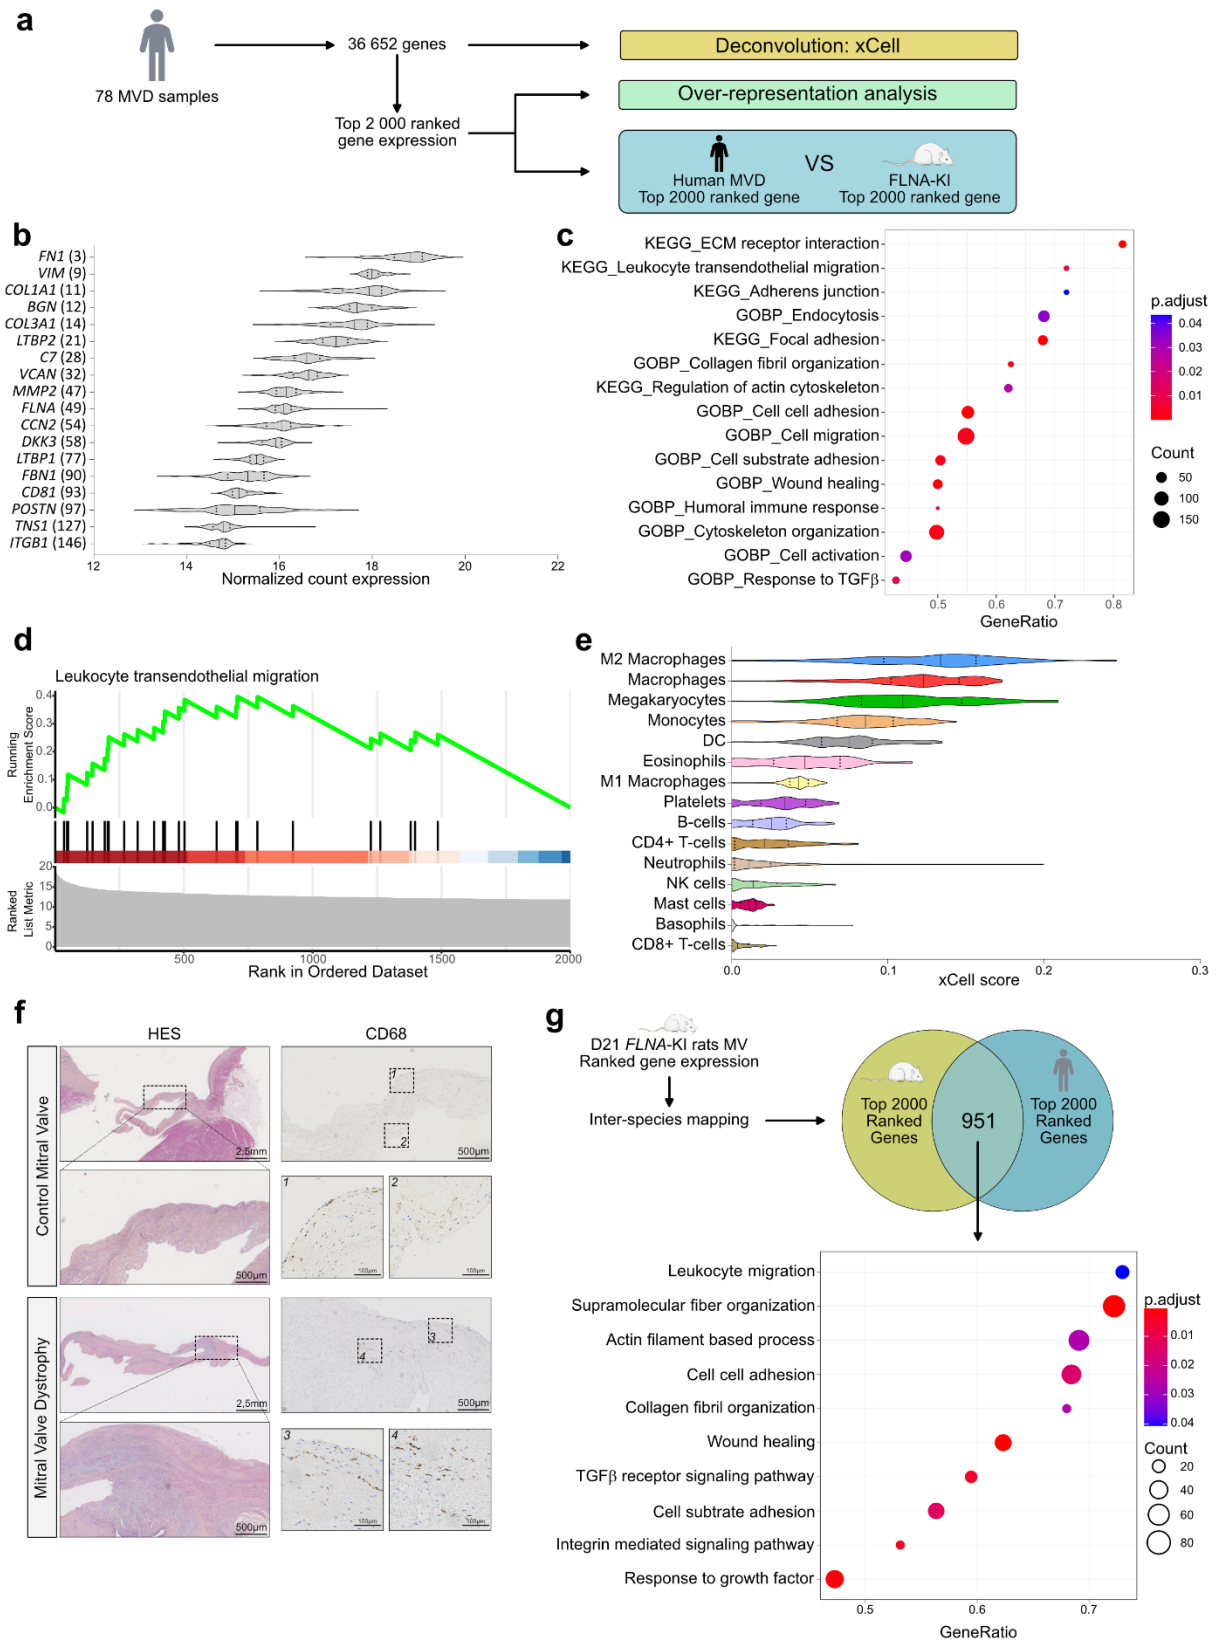 a
78 MVD samples
36 652 genes
Top 2 000 ranked
gene expression
Deconvolution: xCell
Over-representation analysis
Human MVD
Top 2000 ranked gene
VS
FLNA-KI
Top 2000 ranked gene
b
FN1 (3)
VIM (9)
COL1A1 (11)
BGN (12)
COL3A1 (14)
LTBP2 (21)
C7 (28)
VCAN (32)
MMP2 (47)
FLNA (49)
CCN2 (54)
DKK3 (58)
LTBP1 (77)
FBN1 (90)
CD81 (93)
POSTN (97)
TNS1 (127)
ITGB1 (146)
12 14 16 18 20 22
Normalized count expression
c
KEGG_ECM receptor interaction
KEGG_Leukocyte transendothelial migration
KEGG_Adherens junction
GOBP_Endocytosis
KEGG_Focal adhesion
GOBP_Collagen fibril organization
KEGG_Regulation of actin cytoskeleton
GOBP_Cell cell adhesion
GOBP_Cell migration
GOBP_Cell substrate adhesion
GOBP_Wound healing
GOBP_Humoral immune response
GOBP_Cytoskeleton organization
GOBP_Cell activation
GOBP_Response to TGFβ
0.5 0.6 0.7 0.8
GeneRatio
p.adjust
0.04
0.03
0.02
0.01
Count
50
100
150
d
Leukocyte transendothelial migration
Running
Enrichment Score
0.4
0.3
0.2
0.1
0.0
Ranked
List Metric
20
15
10
5
0
500 1000 1500 2000
Rank in Ordered Dataset
e
M2 Macrophages
Macrophages
Megakaryocytes
Monocytes
DC
Eosinophils
M1 Macrophages
Platelets
B-cells
CD4+ T-cells
Neutrophils
NK cells
Mast cells
Basophils
CD8+ T-cells
0.0 0.1 0.2 0.3
xCell score
f
HES
CD68
Control Mitral Valve
2,5mm
1
2
500µm
500µm
1
100µm
2
100µm
Mitral Valve Dystrophy
2,5mm
3
4
500µm
500µm
3
100µm
4
100µm
g
D21 FLNA-KI rats MV
Ranked gene expression
Inter-species mapping
Top 2000
Ranked
Genes
951
Top 2000
Ranked
Genes
Leukocyte migration
Supramolecular fiber organization
Actin filament based process
Cell cell adhesion
Collagen fibril organization
Wound healing
TGFβ receptor signaling pathway
Cell subtrate adhesion
Integrin mediated signaling pathway
Response to growth factor
0.5 0.6 0.7
GeneRatio
p.adjust
0.01
0.02
0.03
0.04
Count
20
40
60
80